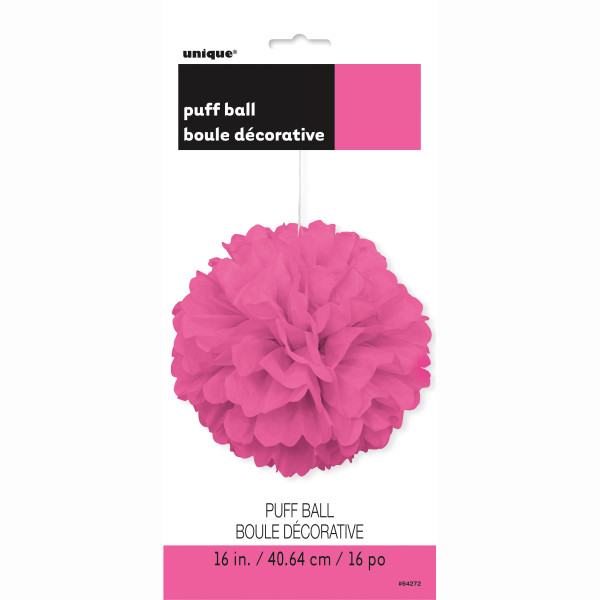 unique®
puff ball
boule décorative
PUFF BALL
BOULE DÉCORATIVE
16 in. / 40.64 cm / 16 po
#64272